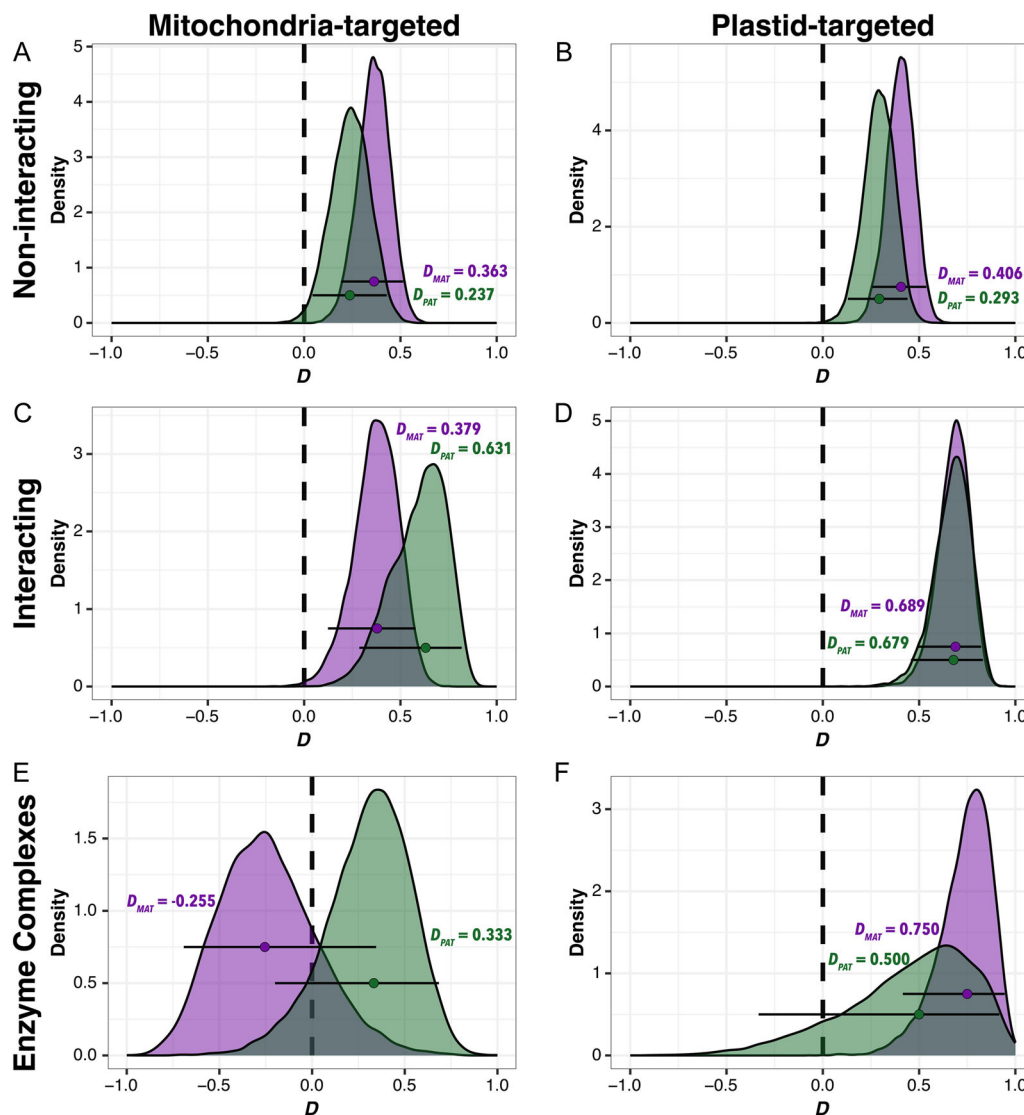 Mitochondria-targeted
Plastid-targeted
A
B
Non-interacting
Density
5
4
3
2
1
0
D_MAT = 0.363
D_PAT = 0.237
−1.0 −0.5 0.0 0.5 1.0
D
Density
4
2
0
D_MAT = 0.406
D_PAT = 0.293
−1.0 −0.5 0.0 0.5 1.0
D
C
D
Interacting
Density
3
2
1
0
D_MAT = 0.379
D_PAT = 0.631
−1.0 −0.5 0.0 0.5 1.0
D
Density
5
4
3
2
1
0
D_MAT = 0.689
D_PAT = 0.679
−1.0 −0.5 0.0 0.5 1.0
D
E
F
Enzyme Complexes
Density
1.5
1.0
0.5
0.0
D_MAT = -0.255
D_PAT = 0.333
−1.0 −0.5 0.0 0.5 1.0
D
Density
3
2
1
0
D_MAT = 0.750
D_PAT = 0.500
−1.0 −0.5 0.0 0.5 1.0
D